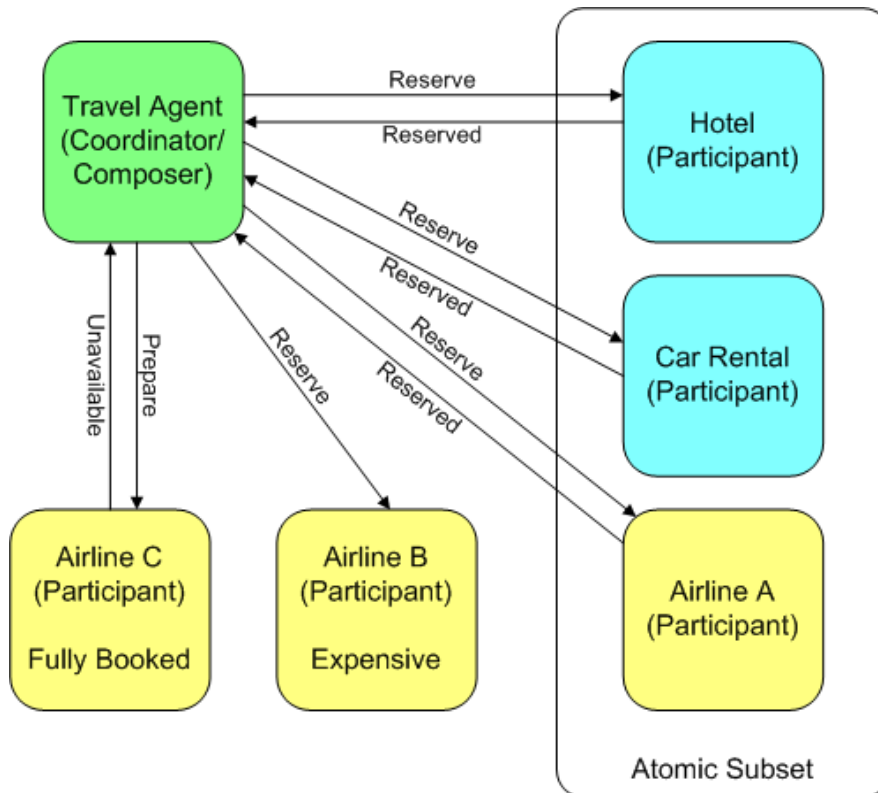 Travel Agent
(Coordinator/
Composer)
Reserve
Reserved
Hotel
(Participant)
Reserve
Reserved
Car Rental
(Participant)
Reserve
Reserved
Reserve
Unavailable
Prepare
Airline C
(Participant)
Fully Booked
Airline B
(Participant)
Expensive
Airline A
(Participant)
Atomic Subset